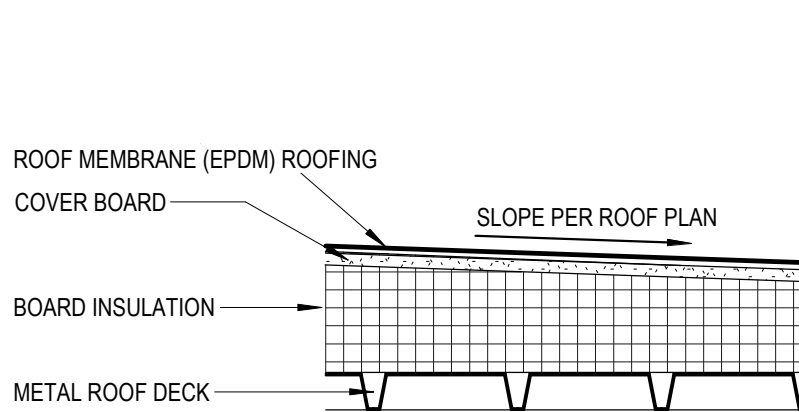 ROOF MEMBRANE (EPDM) ROOFING
COVER BOARD
SLOPE PER ROOF PLAN
BOARD INSULATION
METAL ROOF DECK